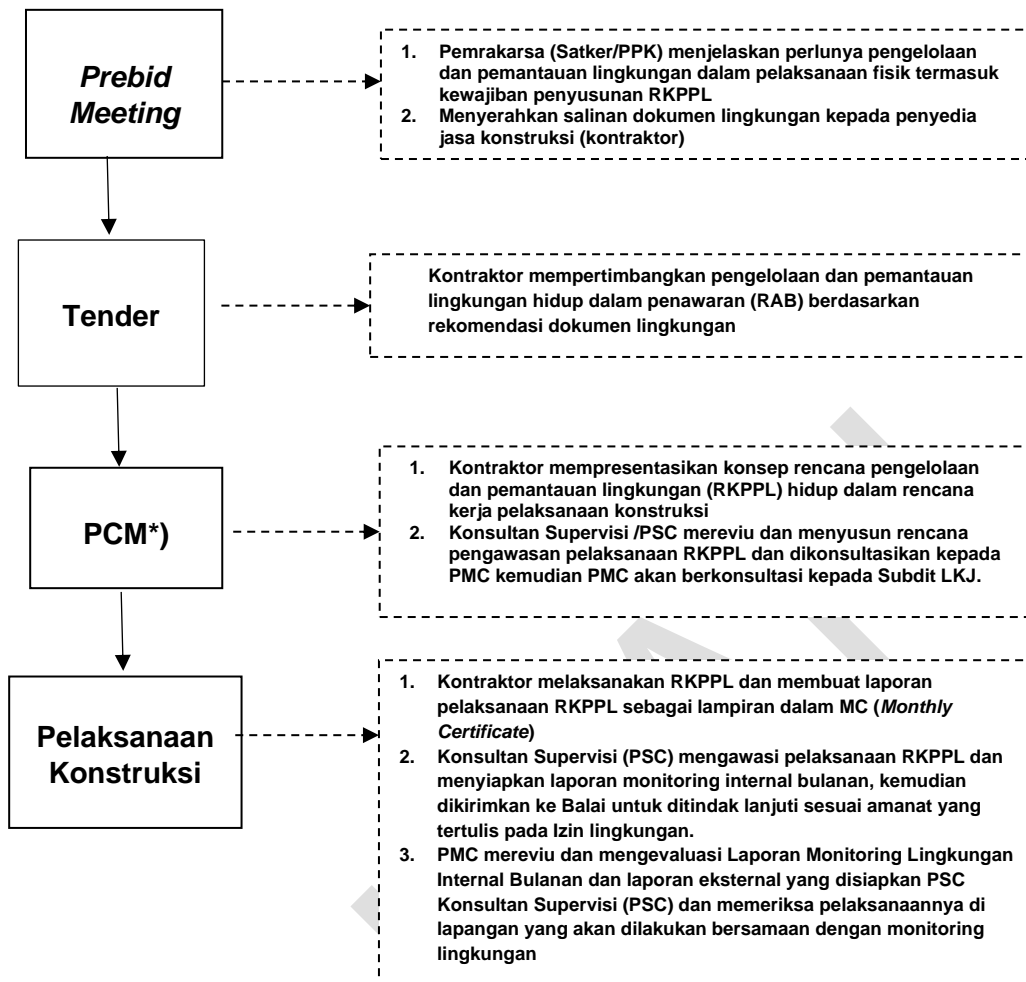 Prebid
Meeting
1. Pemrakarsa (Satker/PPK) menjelaskan perlunya pengelolaan
dan pemantauan lingkungan dalam pelaksanaan fisik termasuk
kewajiban penyusunan RKPPL
2. Menyerahkan salinan dokumen lingkungan kepada penyedia
jasa konstruksi (kontraktor)
Tender
Kontraktor mempertimbangkan pengelolaan dan pemantauan
lingkungan hidup dalam penawaran (RAB) berdasarkan
rekomendasi dokumen lingkungan
PCM*)
1. Kontraktor mempresentasikan konsep rencana pengelolaan
dan pemantauan lingkungan (RKPPL) hidup dalam rencana
kerja pelaksanaan konstruksi
2. Konsultan Supervisi /PSC mereviu dan menyusun rencana
pengawasan pelaksanaan RKPPL dan dikonsultasikan kepada
PMC kemudian PMC akan berkonsultasi kepada Subdit LKJ.
Pelaksanaan
Konstruksi
1. Kontraktor melaksanakan RKPPL dan membuat laporan
pelaksanaan RKPPL sebagai lampiran dalam MC (Monthly
Certificate)
2. Konsultan Supervisi (PSC) mengawasi pelaksanaan RKPPL dan
menyiapkan laporan monitoring internal bulanan, kemudian
dikirimkan ke Balai untuk ditindak lanjuti sesuai amanat yang
tertulis pada Izin lingkungan.
3. PMC mereviu dan mengevaluasi Laporan Monitoring Lingkungan
Internal Bulanan dan laporan eksternal yang disiapkan PSC
Konsultan Supervisi (PSC) dan memeriksa pelaksanaannya di
lapangan yang akan dilakukan bersamaan dengan monitoring
lingkungan